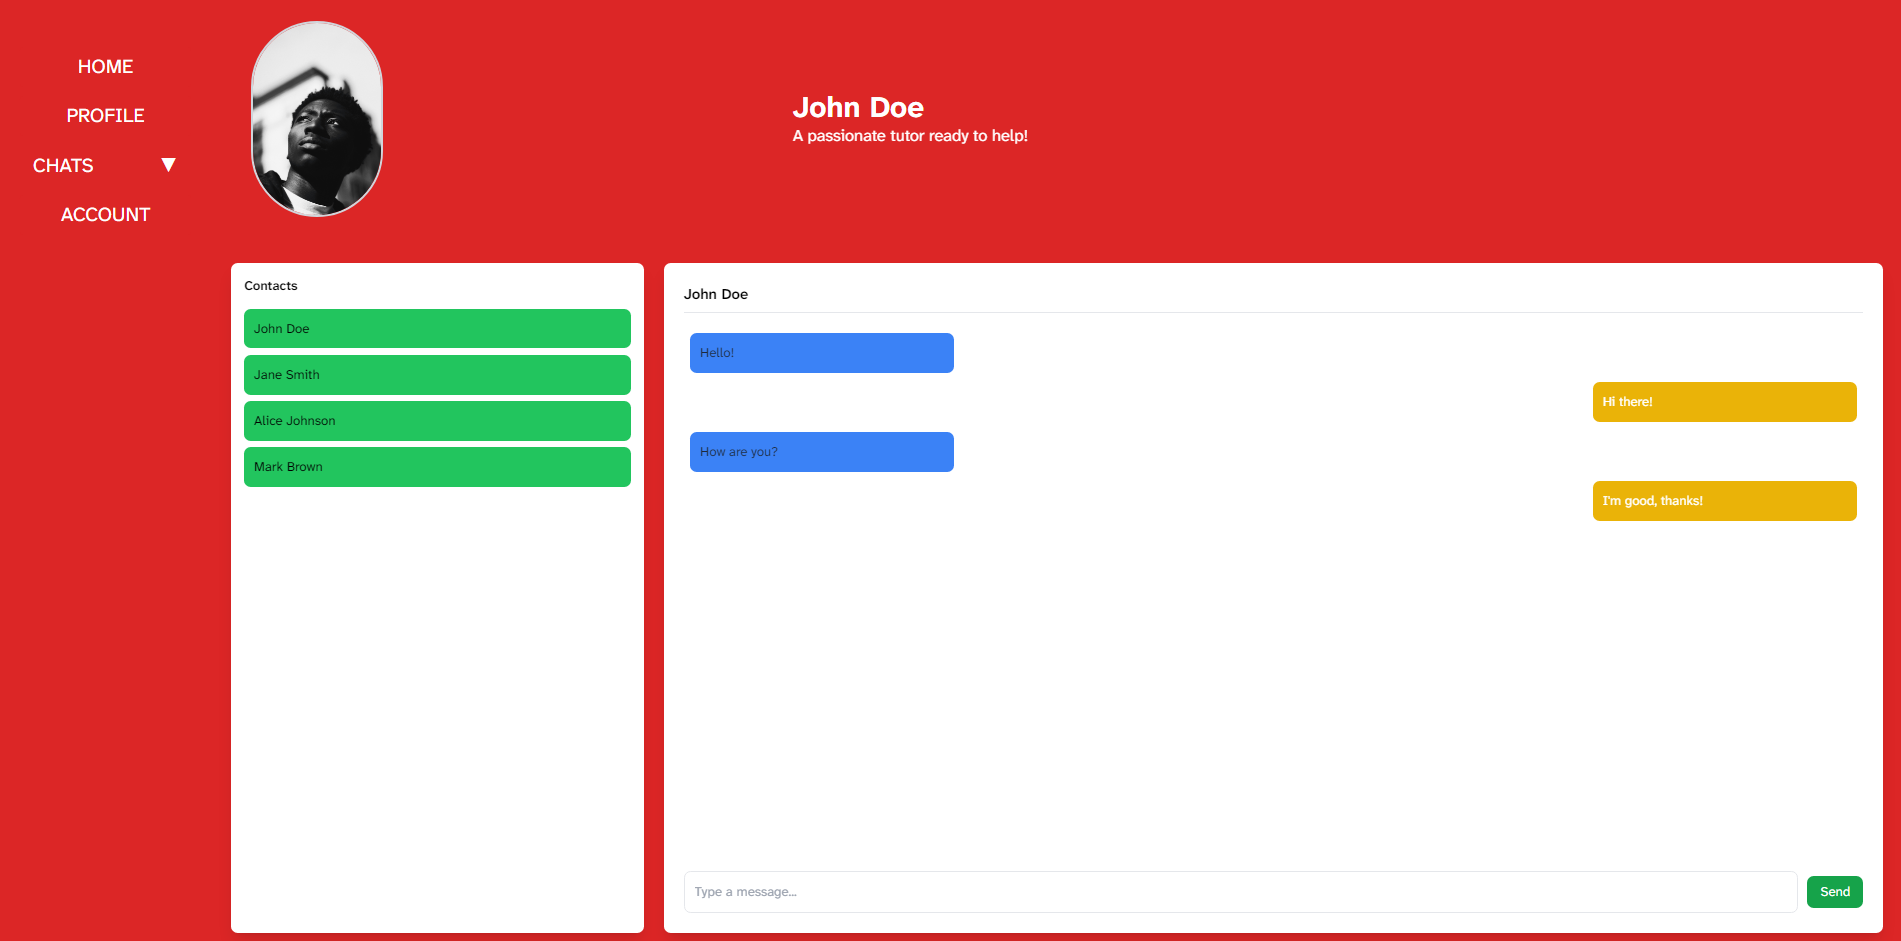 HOME
PROFILE
CHATS ▼
ACCOUNT
John Doe
A passionate tutor ready to help!
Contacts
John Doe
Jane Smith
Alice Johnson
Mark Brown
John Doe
Hello!
Hi there!
How are you?
I'm good, thanks!
Type a message...
Send